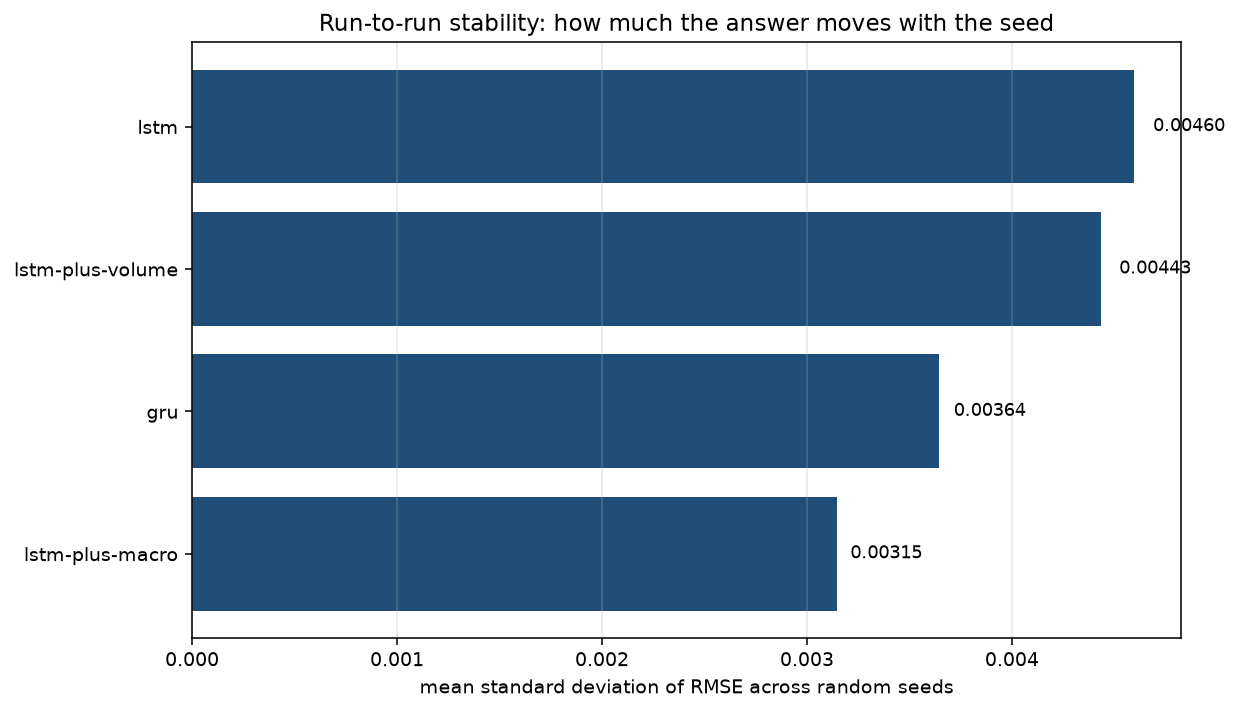 Run-to-run stability: how much the answer moves with the seed
lstm
0.00460
lstm-plus-volume
0.00443
gru
0.00364
lstm-plus-macro
0.00315
0.000 0.001 0.002 0.003 0.004
mean standard deviation of RMSE across random seeds